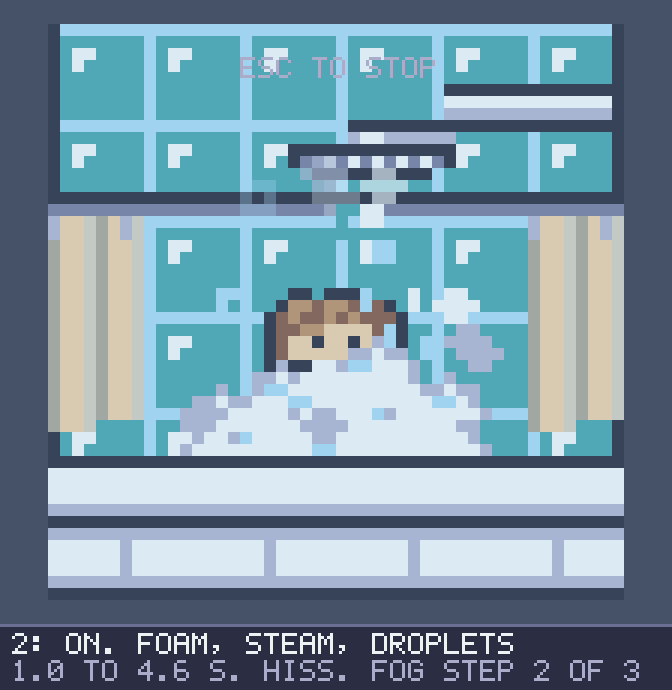 ESC TO STOP
2: ON. FOAM, STEAM, DROPLETS
1.0 TO 4.6 S. HISS. FOG STEP 2 OF 3